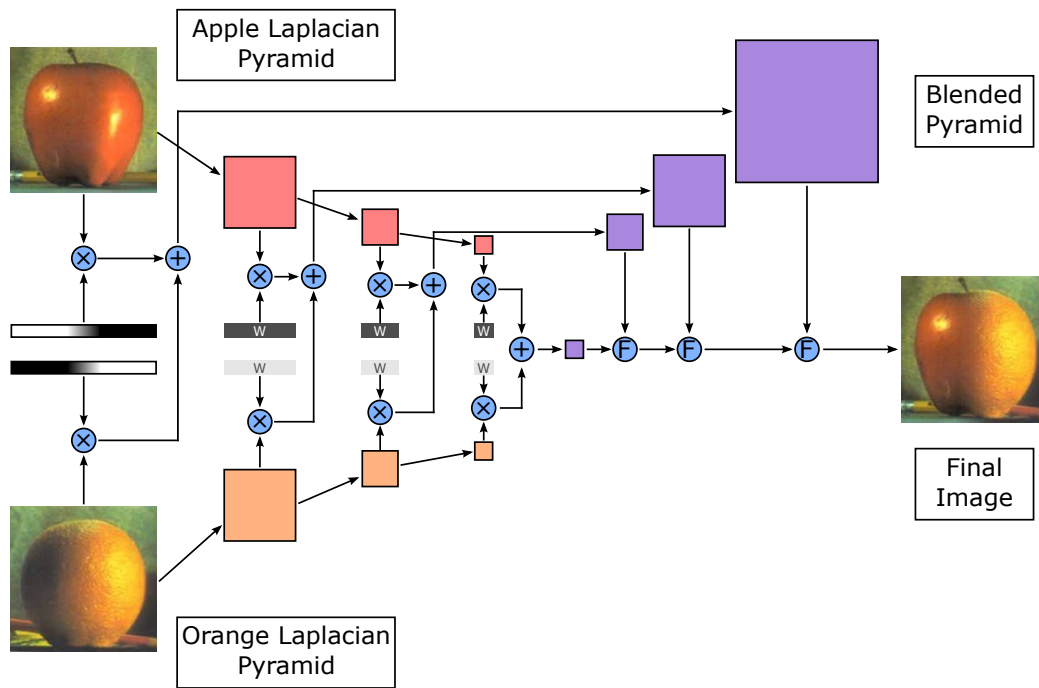 Apple Laplacian
Pyramid
Blended
Pyramid
W
W
W
W
W
W
F
F
F
Final
Image
Orange Laplacian
Pyramid